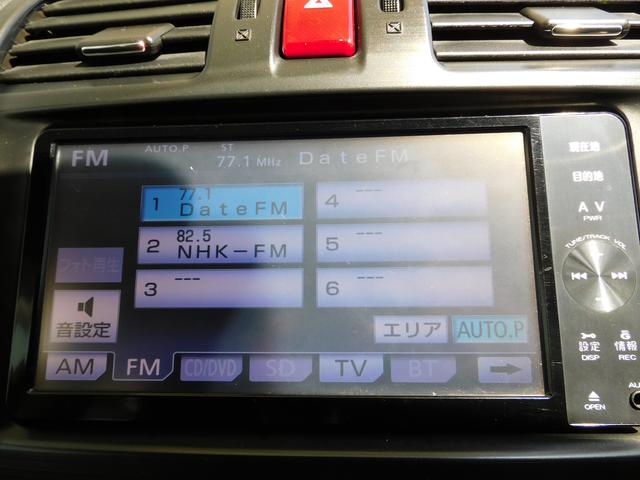 FM AUTO.P ST 77.1 MHz DateFM
1 77.1 DateFM
4 ---
2 82.5 NHK-FM
5 ---
3 ---
6 ---
フォト再生
音設定
エリア AUTO.P
AM FM CD/DVD SD TV BT
現在地
目的地
AV
PWR
TUNE/TRACK VOL
設定 情報
DISP REC
OPEN